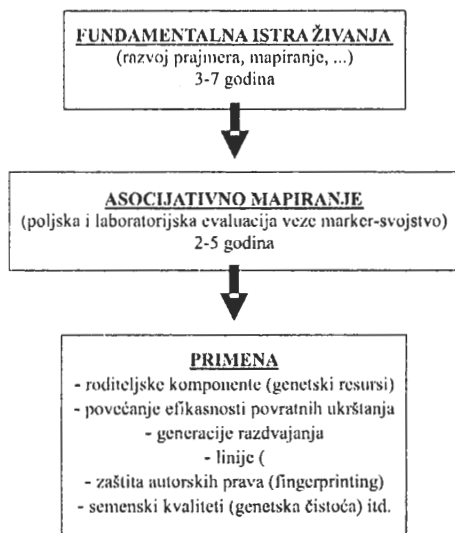 FUNDAMENTALNA ISTRAŽIVANJA
(razvoj prajmera, mapiranje, ...)
3-7 godina
ASOCIJATIVNO MAPIRANJE
(poljska i laboratorijska evaluacija veze marker-svojstvo)
2-5 godina
PRIMENA
- roditeljske komponente (genetski resursi)
- povećanje efikasnosti povratnih ukrštanja
- generacije razdvajanja
- linije (
- zaštita autorskih prava (fingerprinting)
- semenski kvaliteti (genetska čistoća) itd.